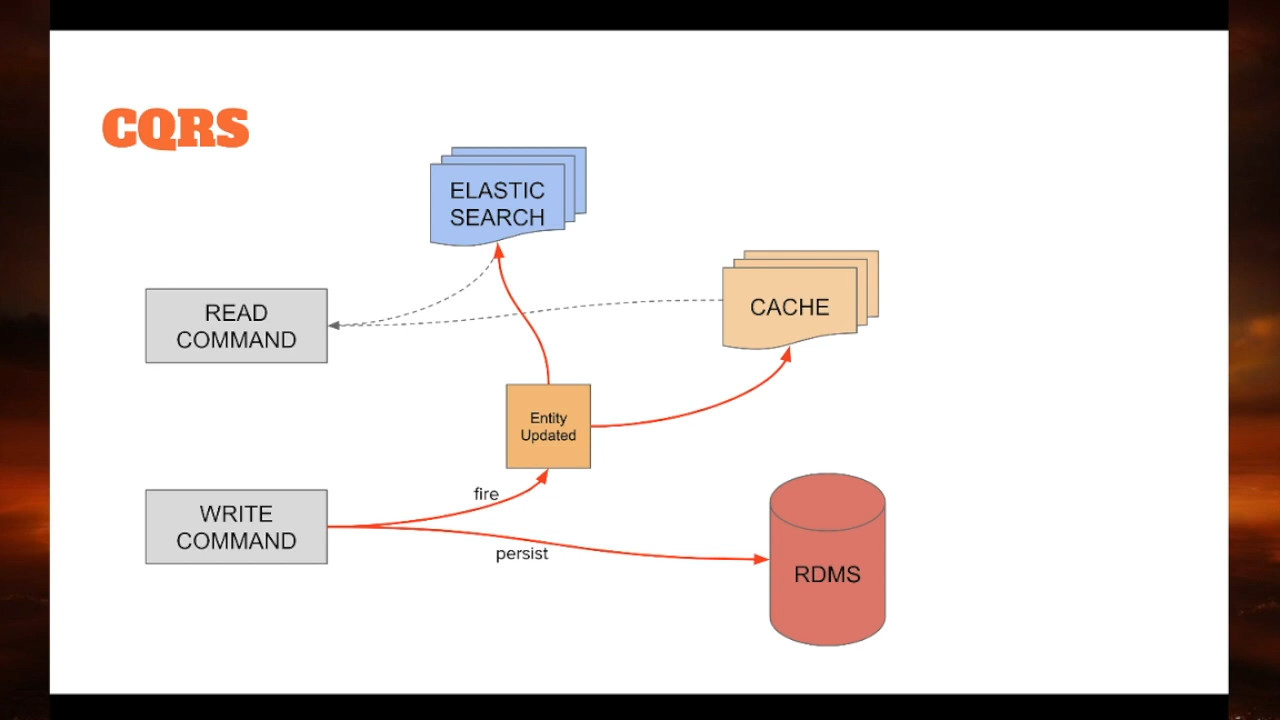 CQRS
ELASTIC
SEARCH
READ
COMMAND
CACHE
Entity
Updated
fire
WRITE
COMMAND
persist
RDMS